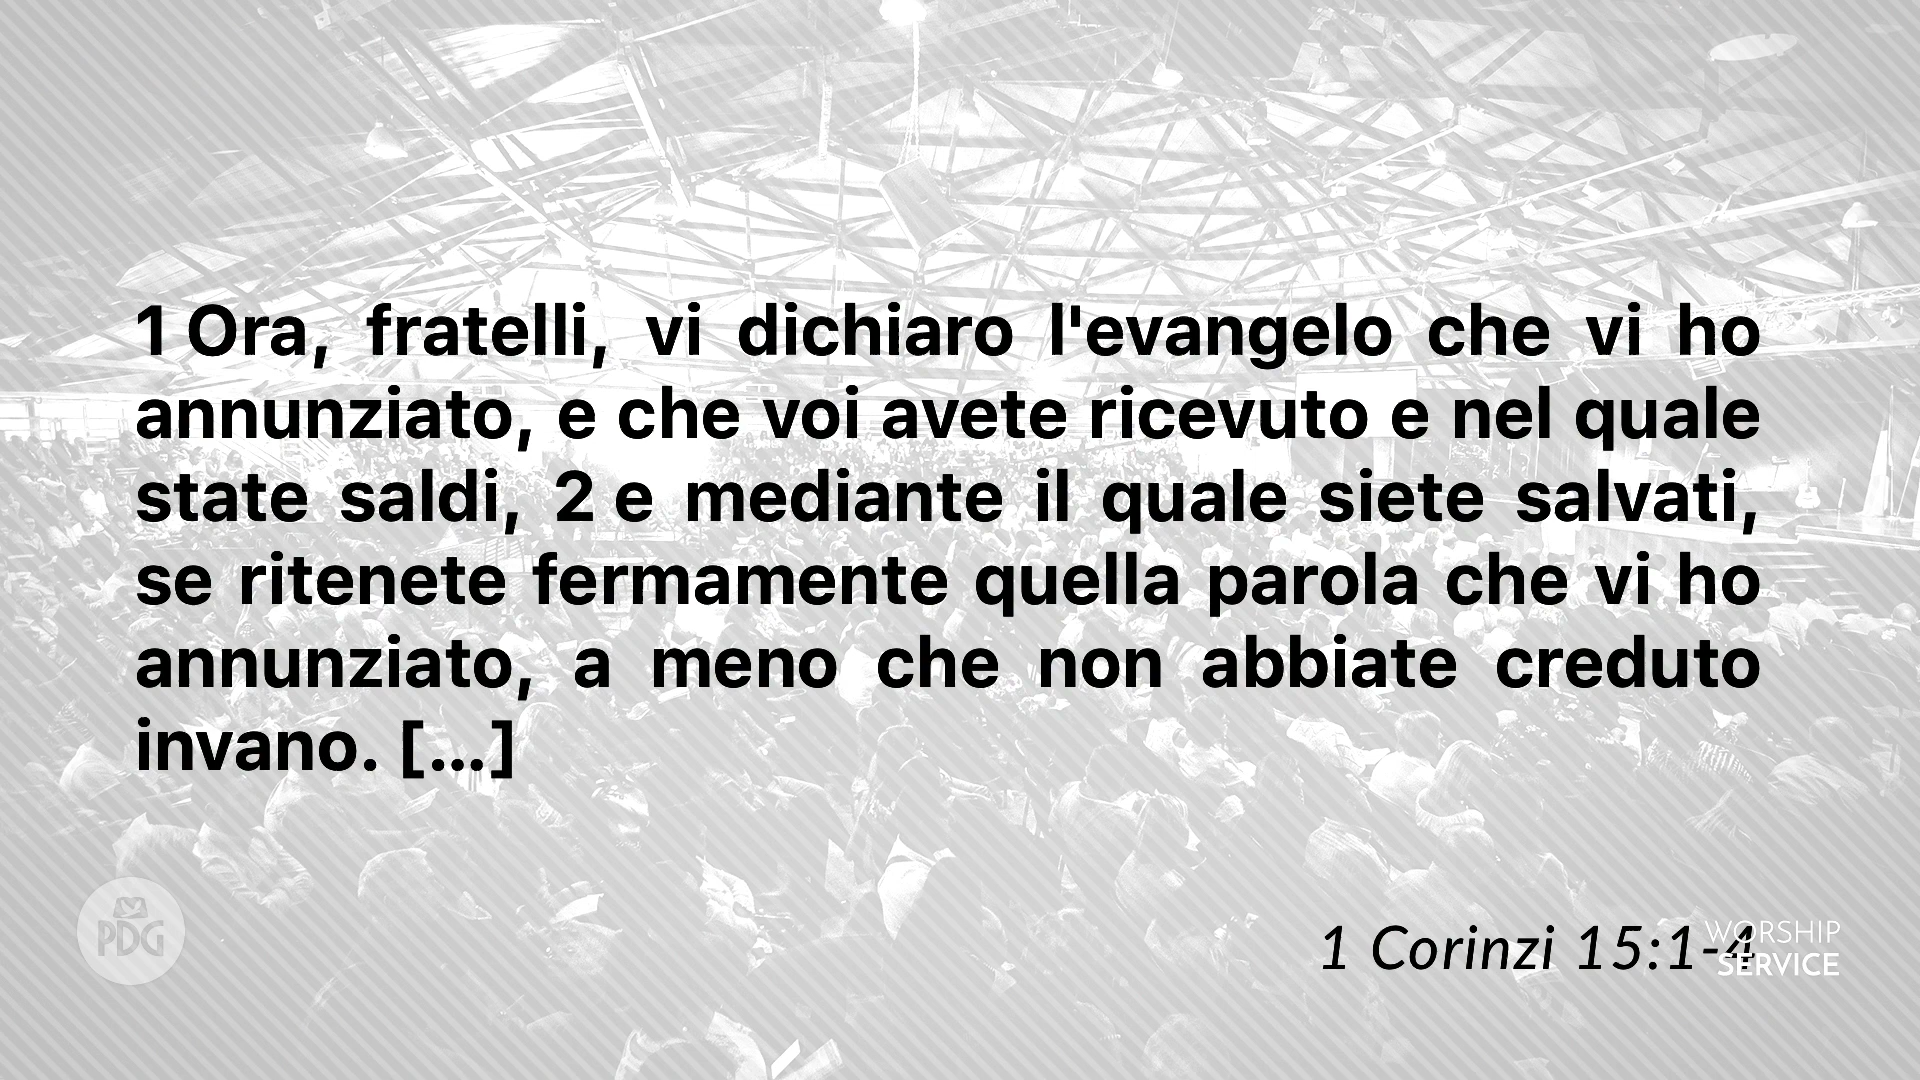 1 Ora, fratelli, vi dichiaro l'evangelo che vi ho
annunziato, e che voi avete ricevuto e nel quale
state saldi, 2 e mediante il quale siete salvati,
se ritenete fermamente quella parola che vi ho
annunziato, a meno che non abbiate creduto
invano. [...]
PDG
1 Corinzi 15:1-4
WORSHIP
SERVICE